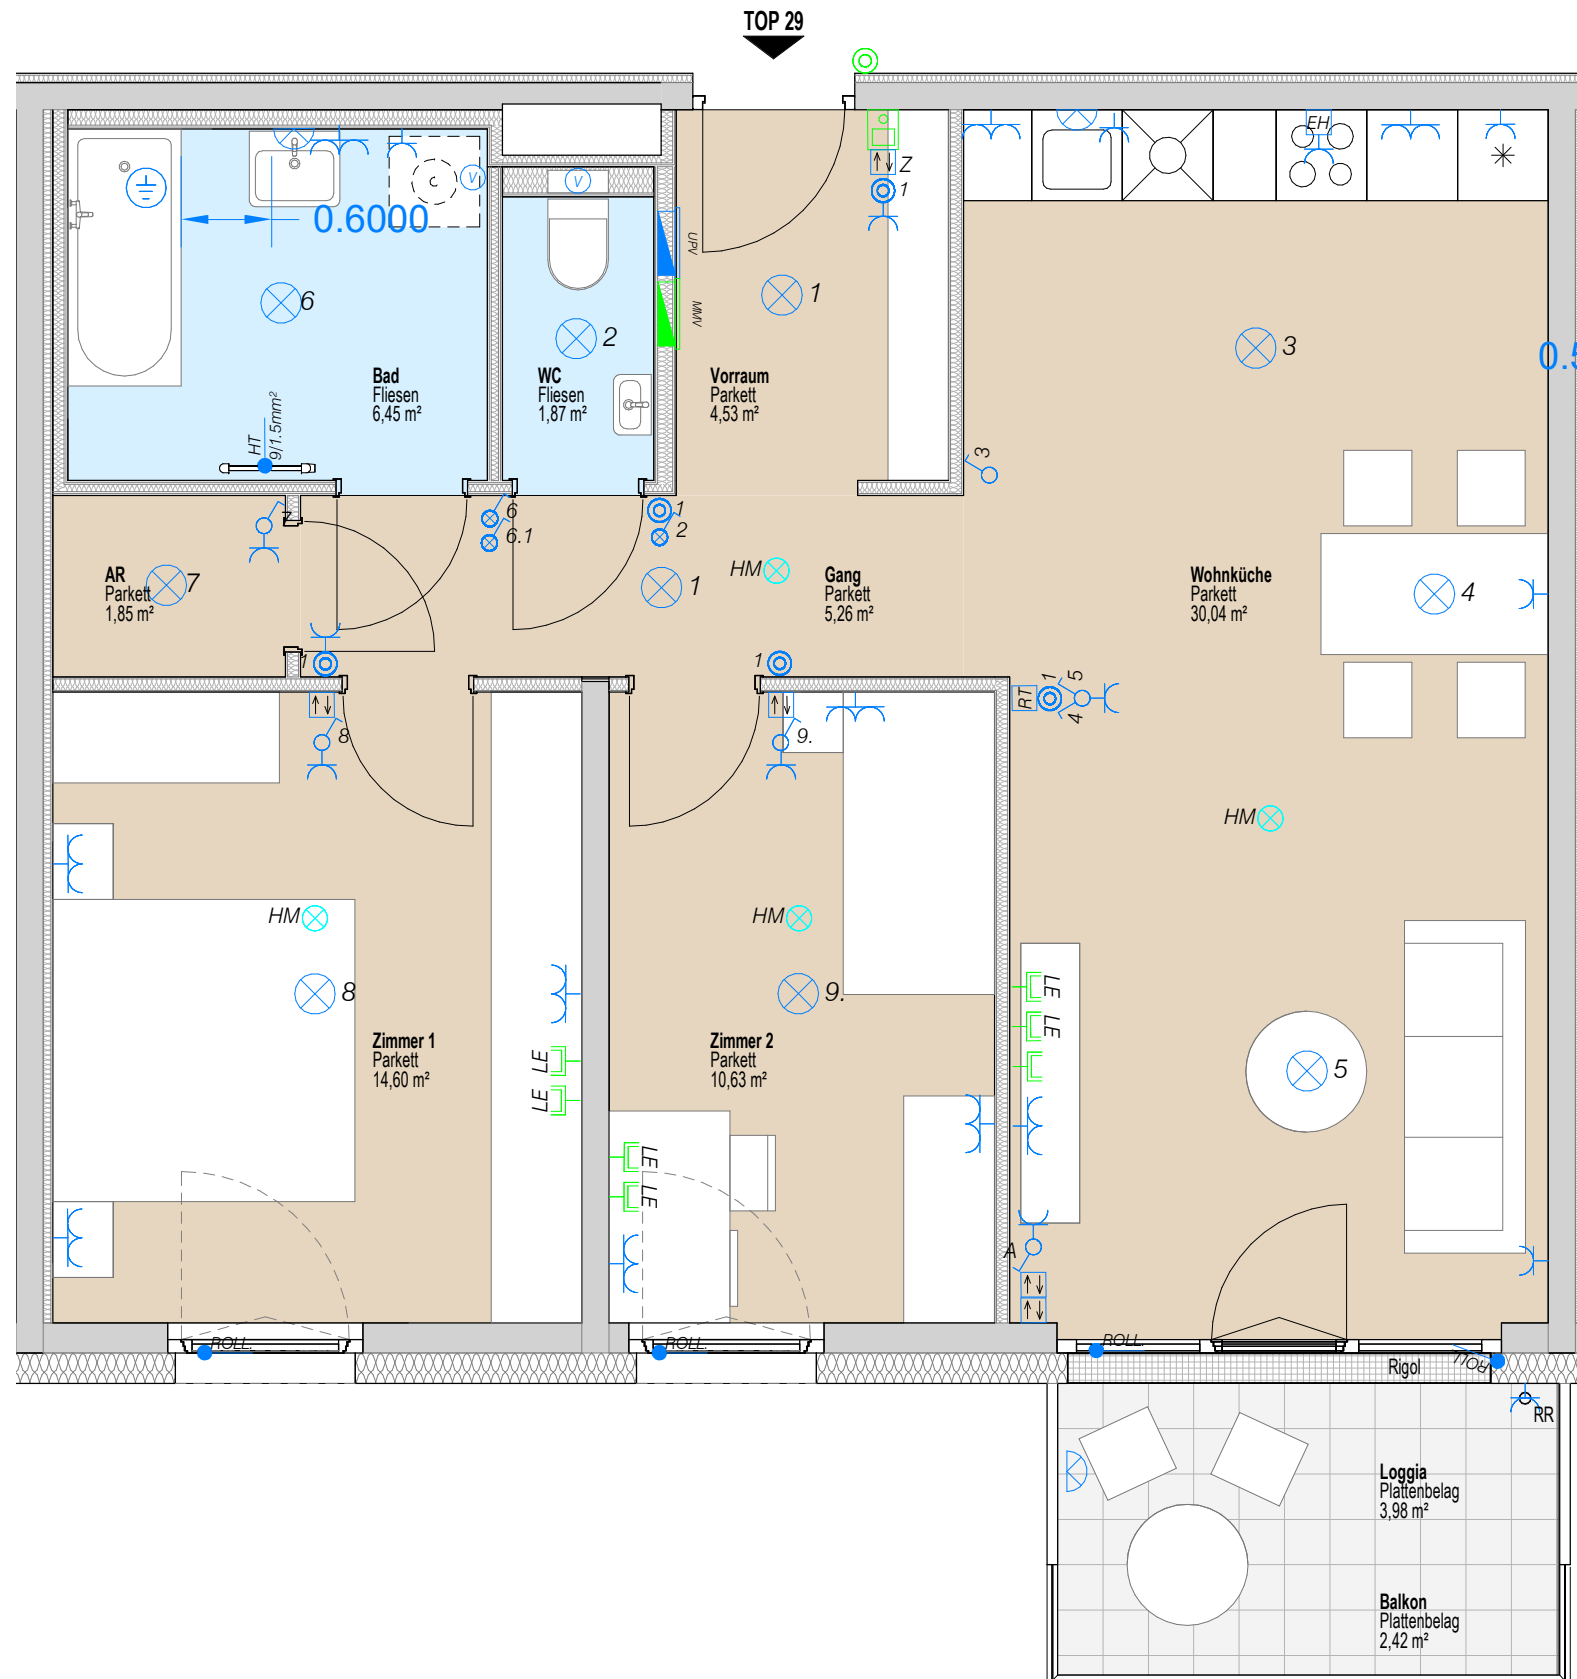 TOP 29
EH
Z
1
V
V
C
0.6000
UPV
MMV
6
2
1
3
0.5
Bad
Fliesen
6,45 m²
WC
Fliesen
1,87 m²
Vorraum
Parkett
4,53 m²
HT
9/1.5mm²
3
6
6.1
1
2
7
AR
Parkett
1,85 m²
7
1
HM
Gang
Parkett
5,26 m²
Wohnküche
Parkett
30,04 m²
4
1
1
RT
1
5
4
8
9.
HM
HM
HM
8
9.
LE
LE
5
Zimmer 1
Parkett
14,60 m²
Zimmer 2
Parkett
10,63 m²
LE
LE
LE
LE
A
ROLL.
ROLL.
ROLL.
ROLL.
Rigol
RR
Loggia
Plattenbelag
3,98 m²
Balkon
Plattenbelag
2,42 m²